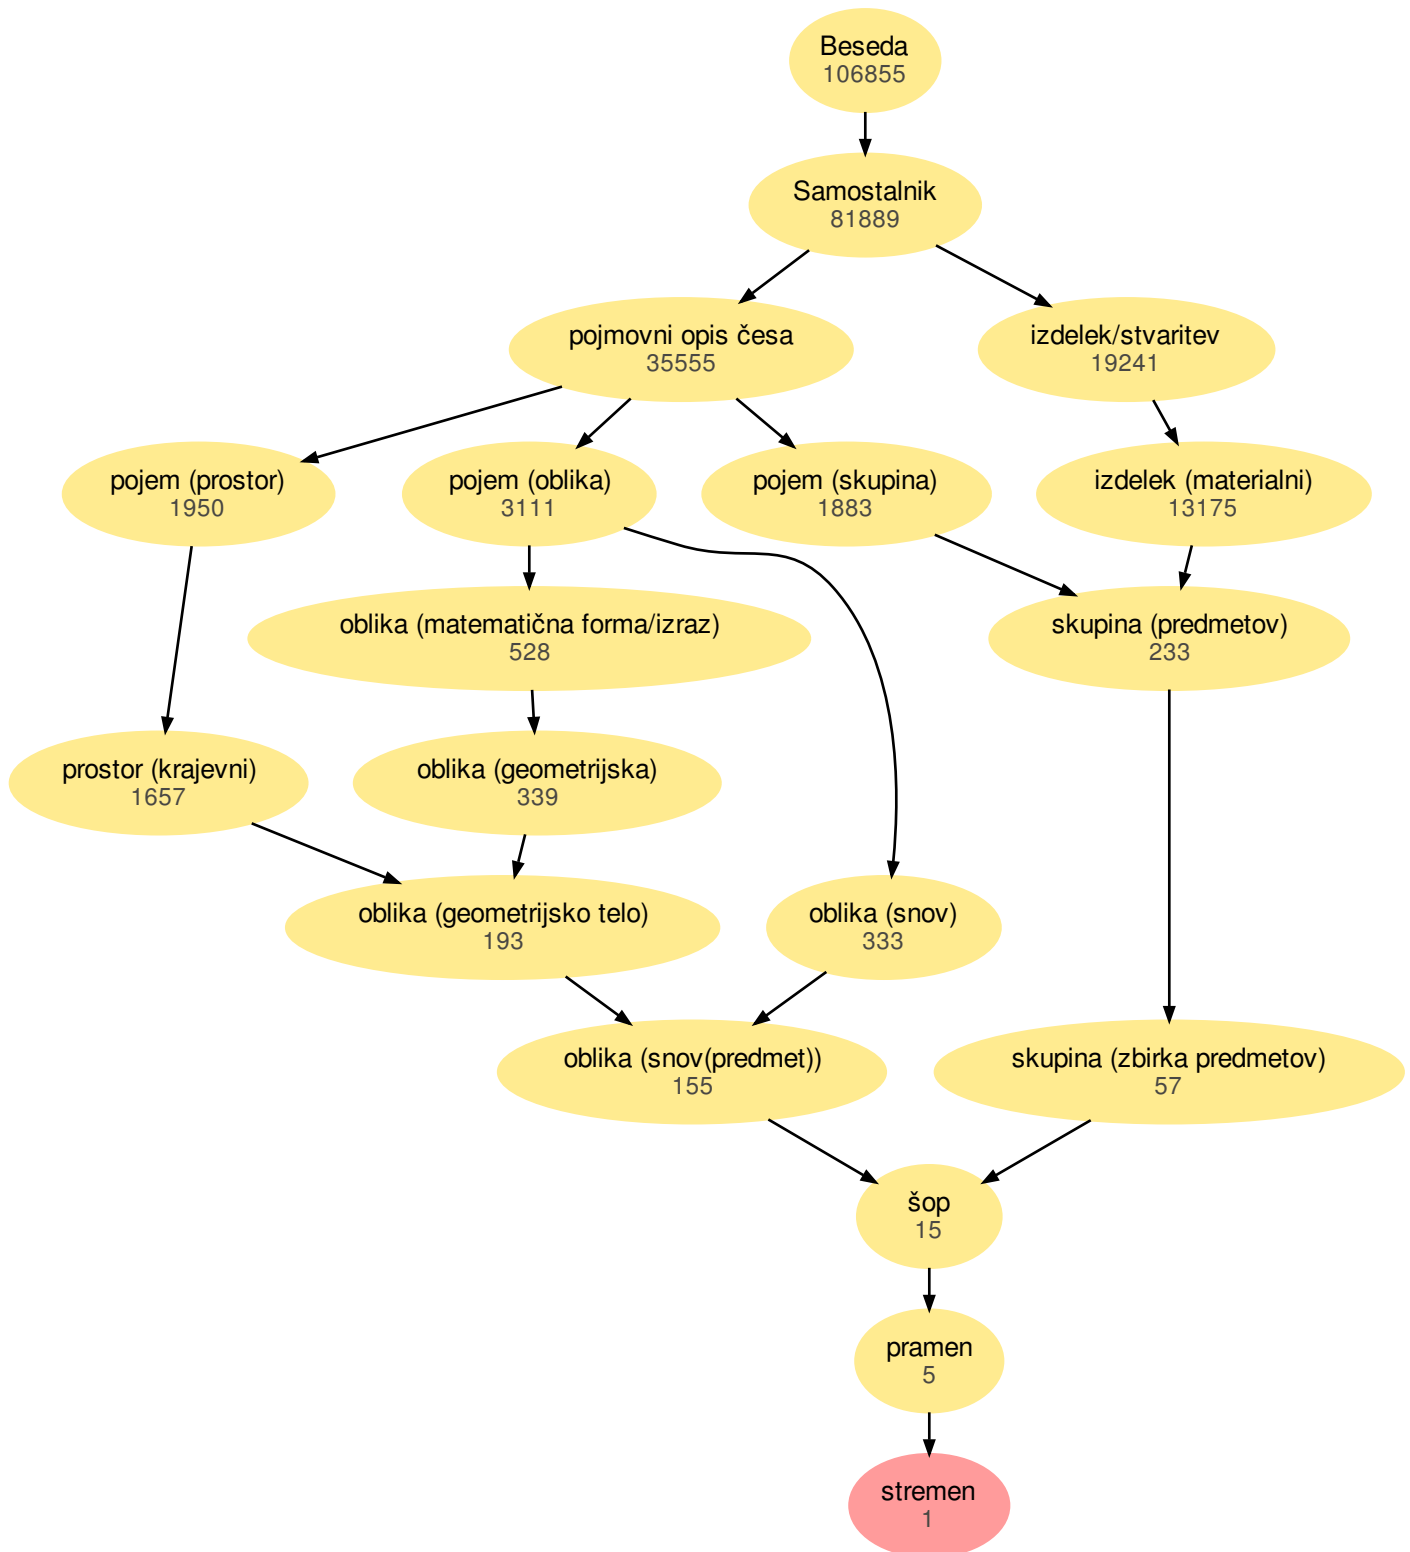 Beseda
106855
Samostalnik
81889
pojmovni opis česa
35555
izdelek/stvaritev
19241
pojem (prostor)
1950
pojem (oblika)
3111
pojem (skupina)
1883
izdelek (materialni)
13175
oblika (matematična forma/izraz)
528
skupina (predmetov)
233
prostor (krajevni)
1657
oblika (geometrijska)
339
oblika (geometrijsko telo)
193
oblika (snov)
333
oblika (snov(predmet))
155
skupina (zbirka predmetov)
57
šop
15
pramen
5
stremen
1